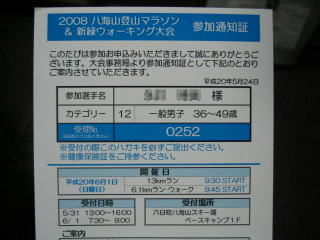 2008 八海山登山マラソン
& 新緑ウォーキング大会
参加通知証
このたびは参加お申込みいただきまして誠にありがとうご
ざいます。大会事務局より参加通知証として下記のとおり
ご案内させていただきます。
平成20年5月24日
参加選手名 様
カテゴリー 12 一般男子 36〜49歳
受理No 0252
※受付の際このハガキを必ずご提示下さい。
※健康保険証をご持参ください。
開催日
平成20年6月1日
(日曜日)
13kmラン 9:30 START
6.1kmラン・ウォーク 9:45 START
受付日時 受付場所
5/31 13:00〜16:00
6/1 7:00〜
六日町八海山スキー場
ベースキャンプ1F
ご案内